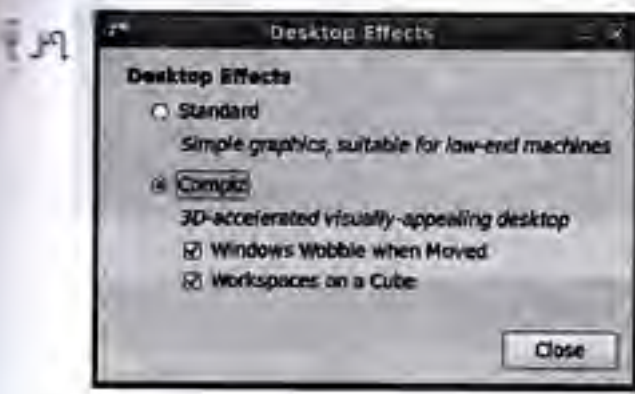 Desktop Effects
Desktop Effects
Standard
Simple graphics, suitable for low-end machines
Compiz
3D-accelerated visually-appealing desktop
Windows Wobble when Moved
Workspaces on a Cube
Close